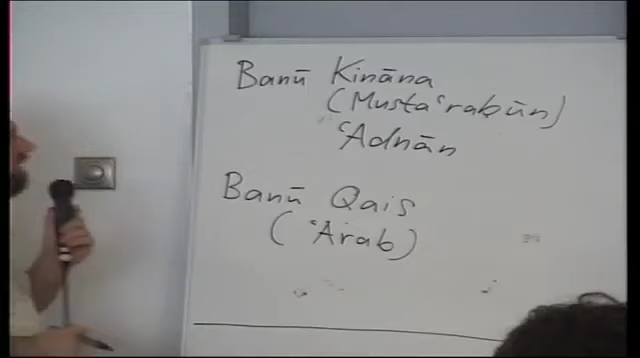 Banū Kināna
(Mustaʿrabūn)
ʿAdnān
Banū Qais
(ʿArab)